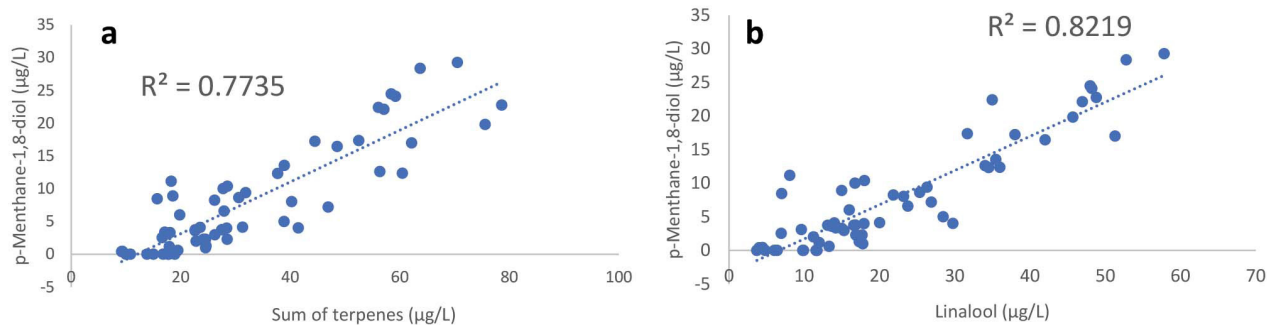 a
R² = 0.7735
p-Menthane-1,8-diol (µg/L)
35
30
25
20
15
10
5
0
-5
0 20 40 60 80 100
Sum of terpenes (µg/L)
b
R² = 0.8219
p-Menthane-1,8-diol (µg/L)
35
30
25
20
15
10
5
0
-5
0 10 20 30 40 50 60 70
Linalool (µg/L)